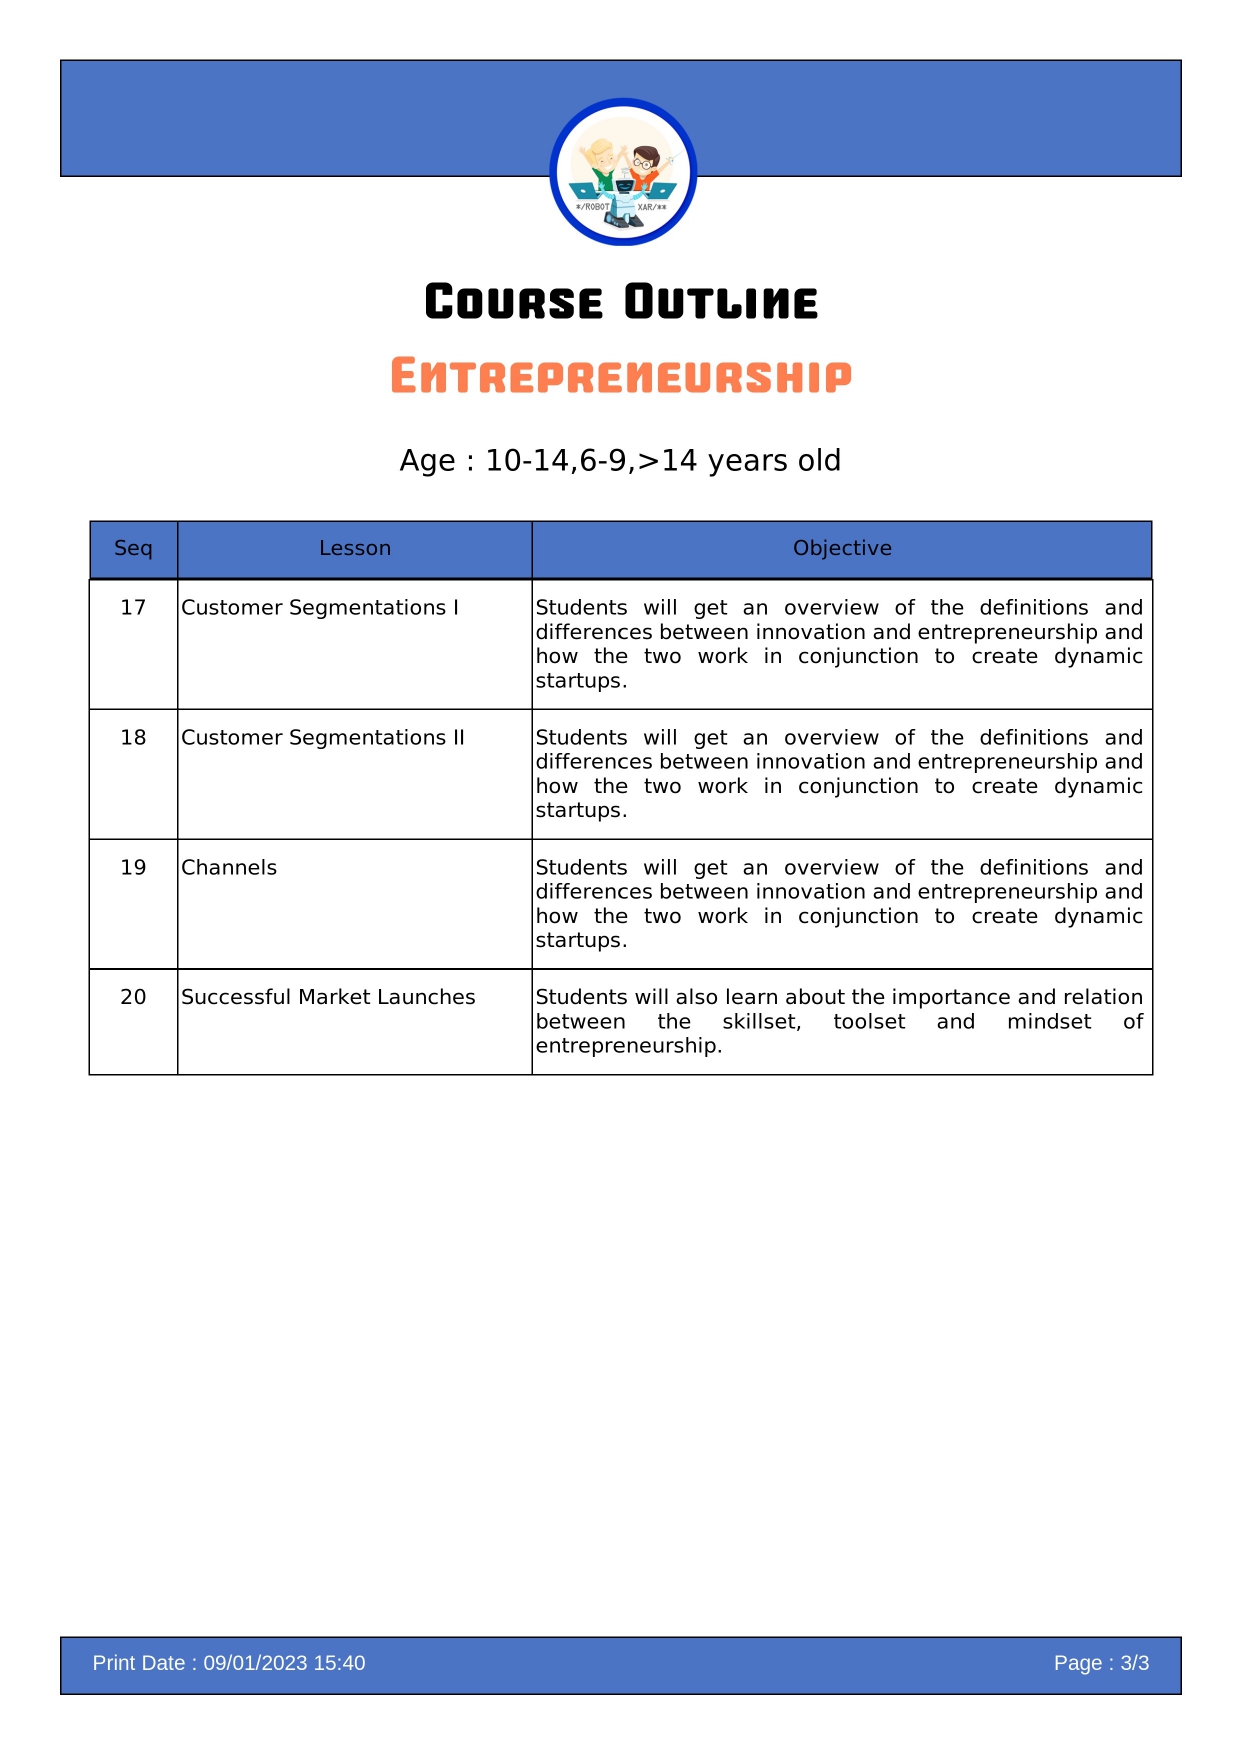 */ROBOT XAR/**
Course Outline
Entrepreneurship
Age : 10-14,6-9,>14 years old
Seq Lesson Objective
17 Customer Segmentations I Students will get an overview of the definitions and
differences between innovation and entrepreneurship and
how the two work in conjunction to create dynamic
startups.
18 Customer Segmentations II Students will get an overview of the definitions and
differences between innovation and entrepreneurship and
how the two work in conjunction to create dynamic
startups.
19 Channels Students will get an overview of the definitions and
differences between innovation and entrepreneurship and
how the two work in conjunction to create dynamic
startups.
20 Successful Market Launches Students will also learn about the importance and relation
between the skillset, toolset and mindset of
entrepreneurship.
Print Date : 09/01/2023 15:40 Page : 3/3